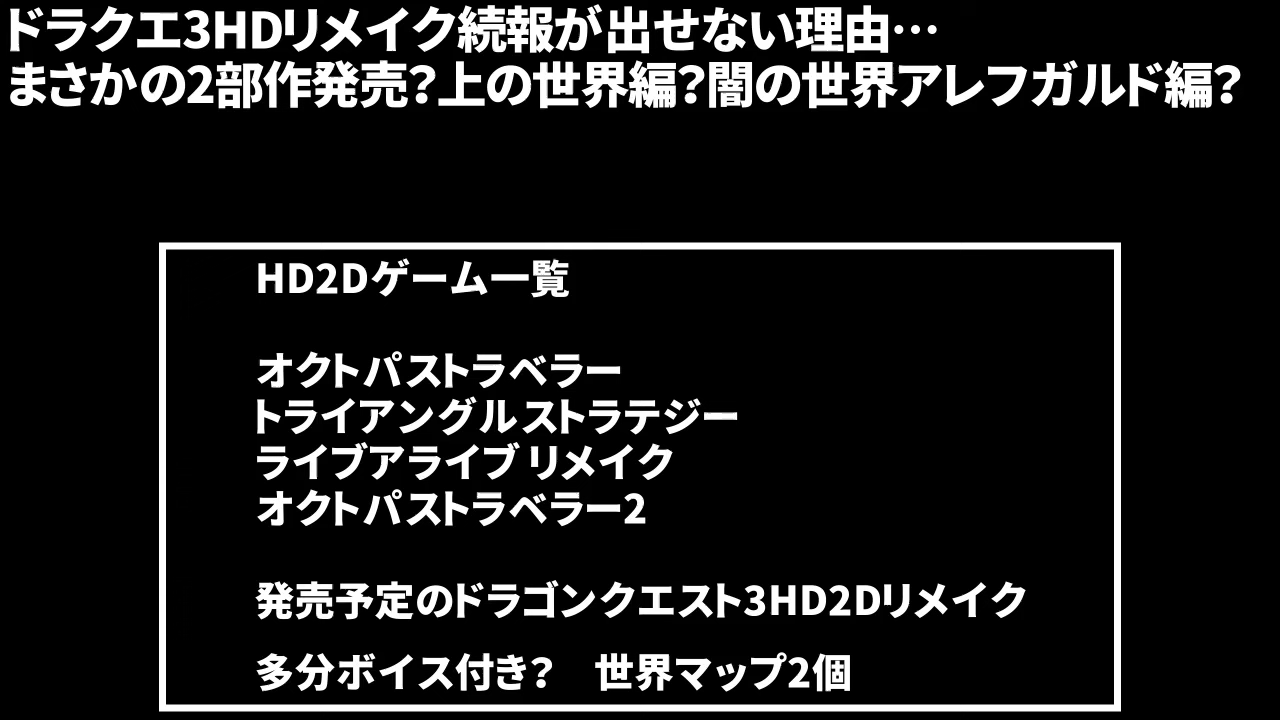 ドラクエ3HDリメイク続報が出せない理由…
まさかの2部作発売?上の世界編?闇の世界アレフガルド編?
HD2Dゲーム一覧
オクトパストラベラー
トライアングルストラテジー
ライブアライブリメイク
オクトパストラベラー2
発売予定のドラゴンクエスト3HD2Dリメイク
多分ボイス付き?　世界マップ2個